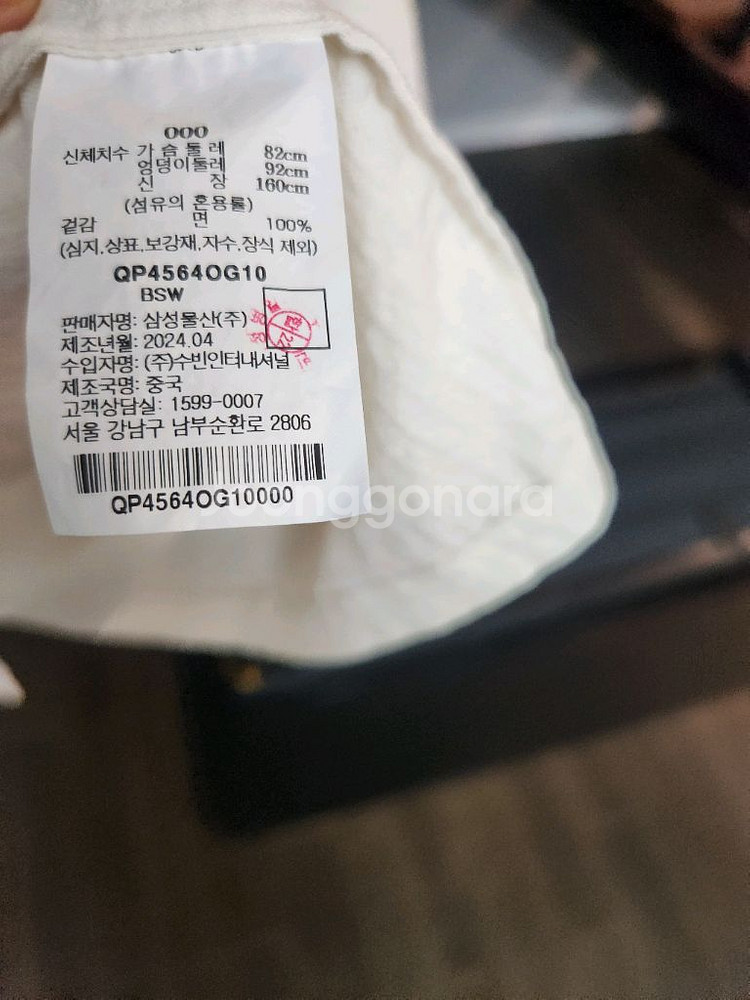 000
신체치수 가 슴 둘 레 82cm
엉덩이둘레 92cm
신 장 160cm
(섬유의 혼용률)
겉감 면 100%
(심지,상표,보강재,자수,장식 제외)
QP4564OG10
BSW
판매자명: 삼성물산(주)
제조년월: 2024.04
수입자명: (주)수빈인터내셔널
제조국명: 중국
고객상담실: 1599-0007
서울 강남구 남부순환로 2806
QP4564OG10000